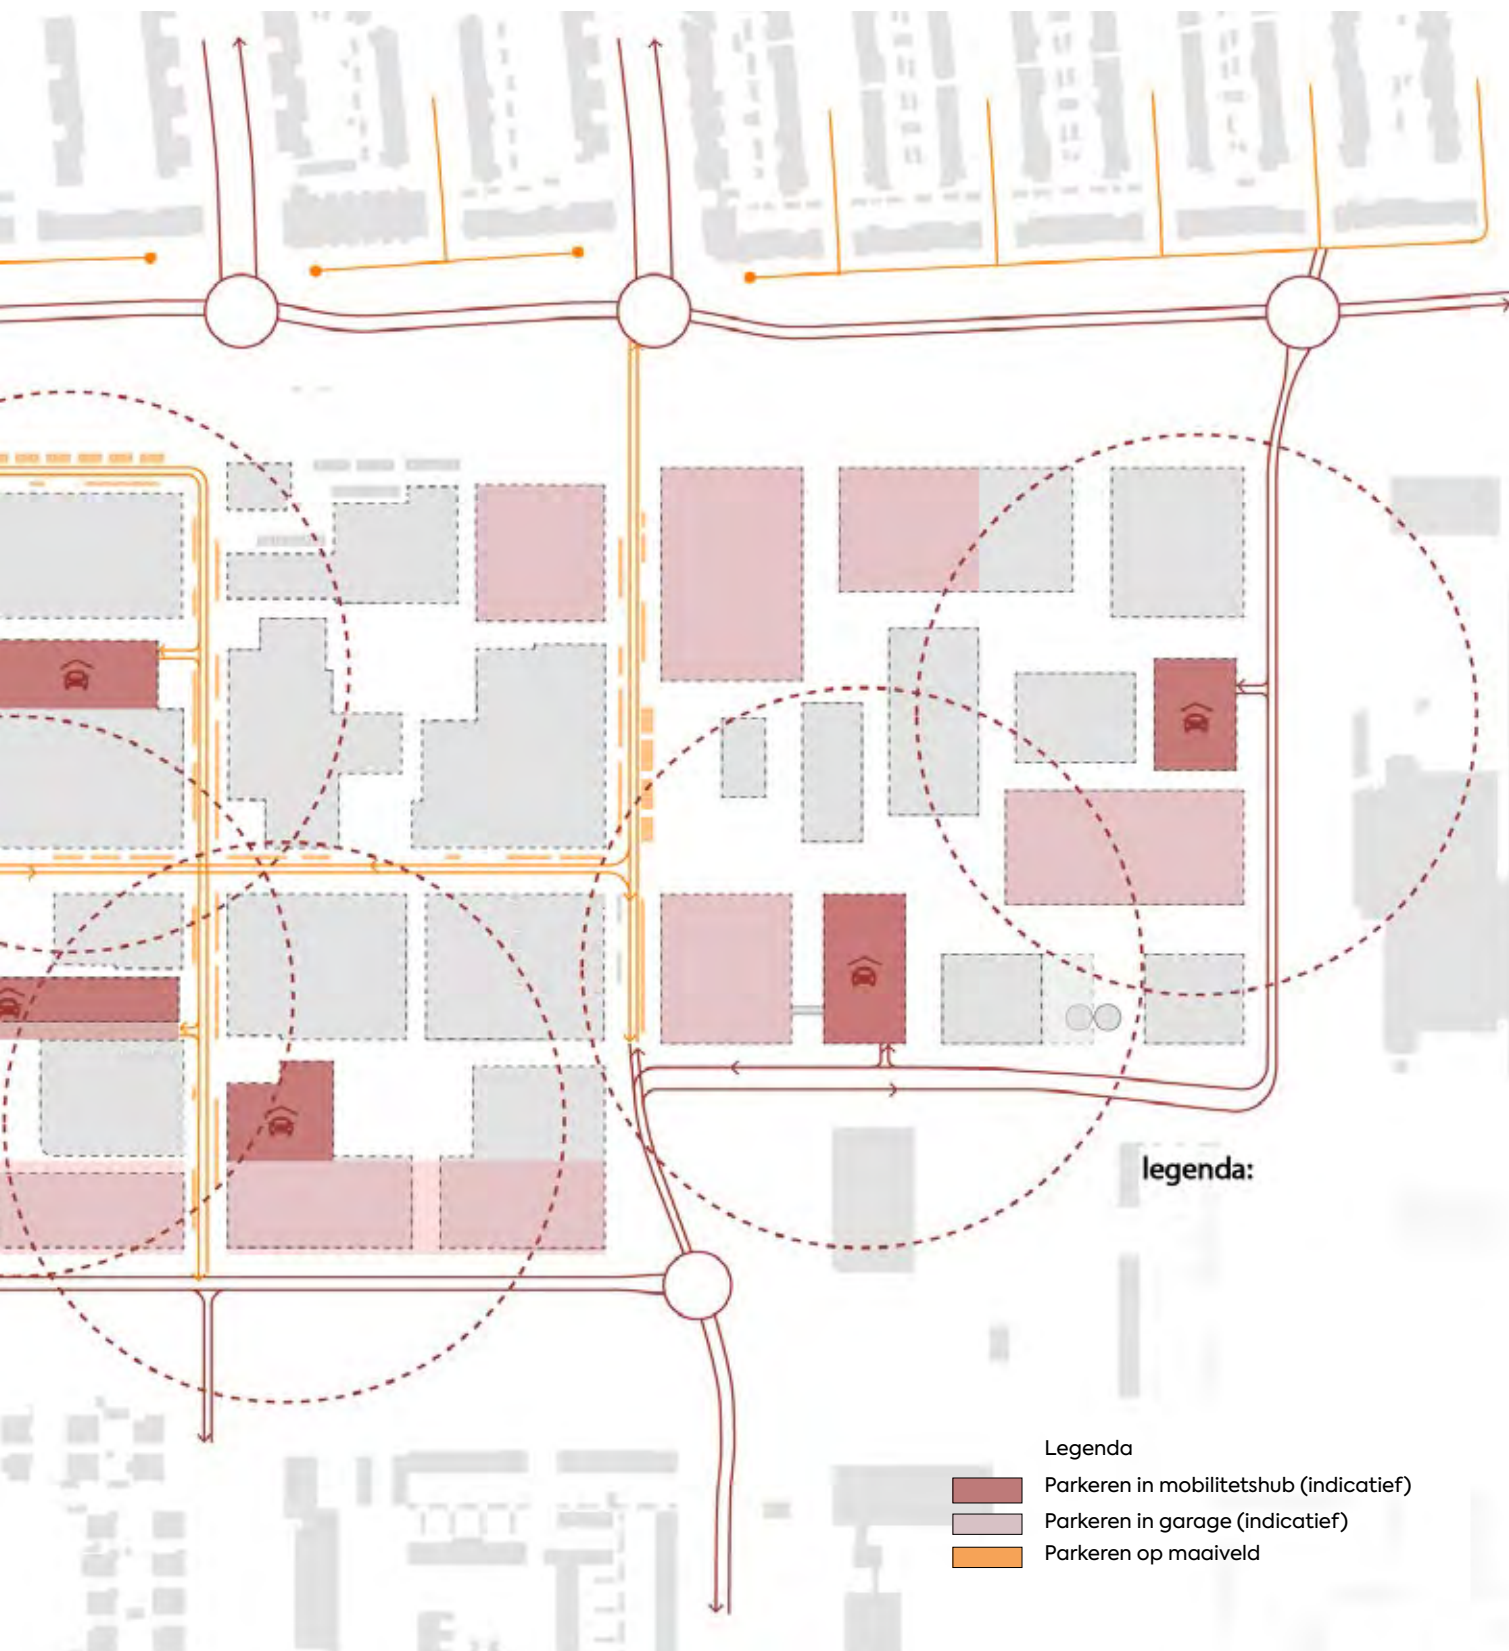 legenda:
Legenda
Parkeren in mobilitetshub (indicatief)
Parkeren in garage (indicatief)
Parkeren op maaiveld